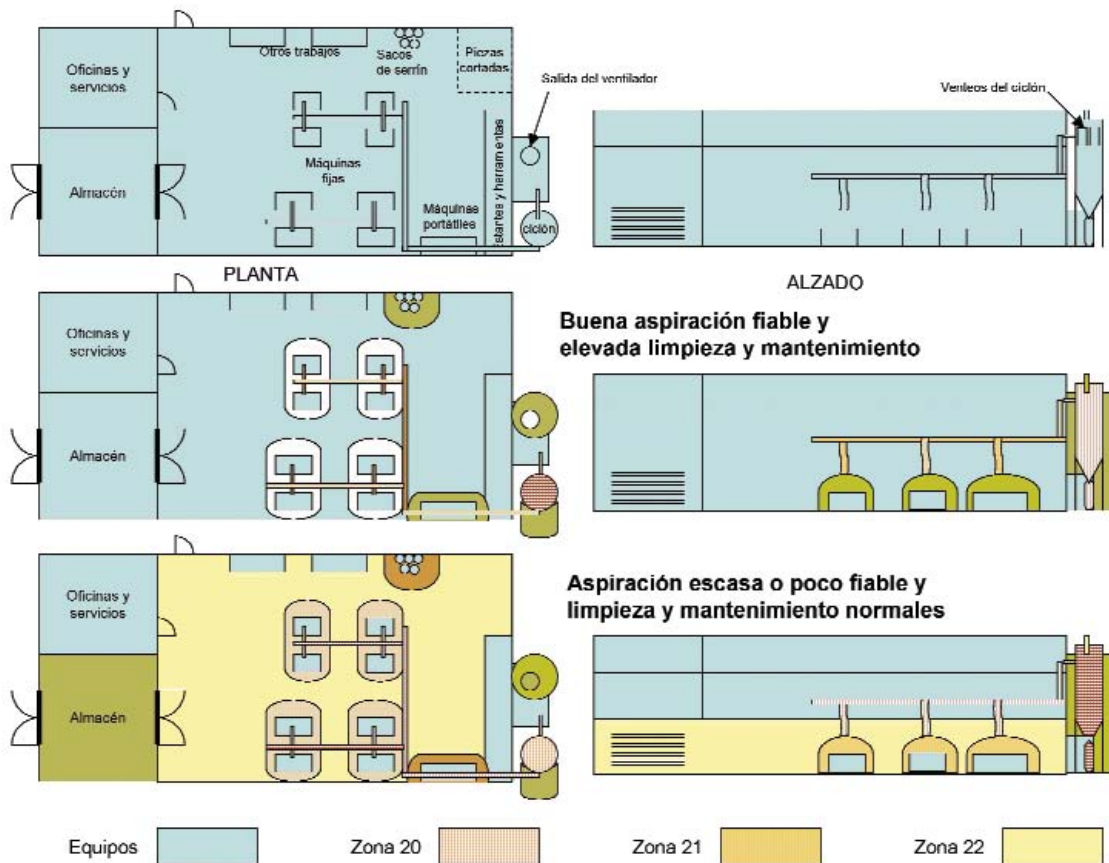 Oficinas y
servicios
Almacén
Otros trabajos
Sacos
de serrín
Piezas
cortadas
Máquinas
fijas
Máquinas
portátiles
Estantes y herramientas
ciclón
Salida del ventilador
Venteos del ciclón
PLANTA
ALZADO
Oficinas y
servicios
Almacén
Buena aspiración fiable y
elevada limpieza y mantenimiento
Oficinas y
servicios
Almacén
Aspiración escasa o poco fiable y
limpieza y mantenimiento normales
Equipos
Zona 20
Zona 21
Zona 22